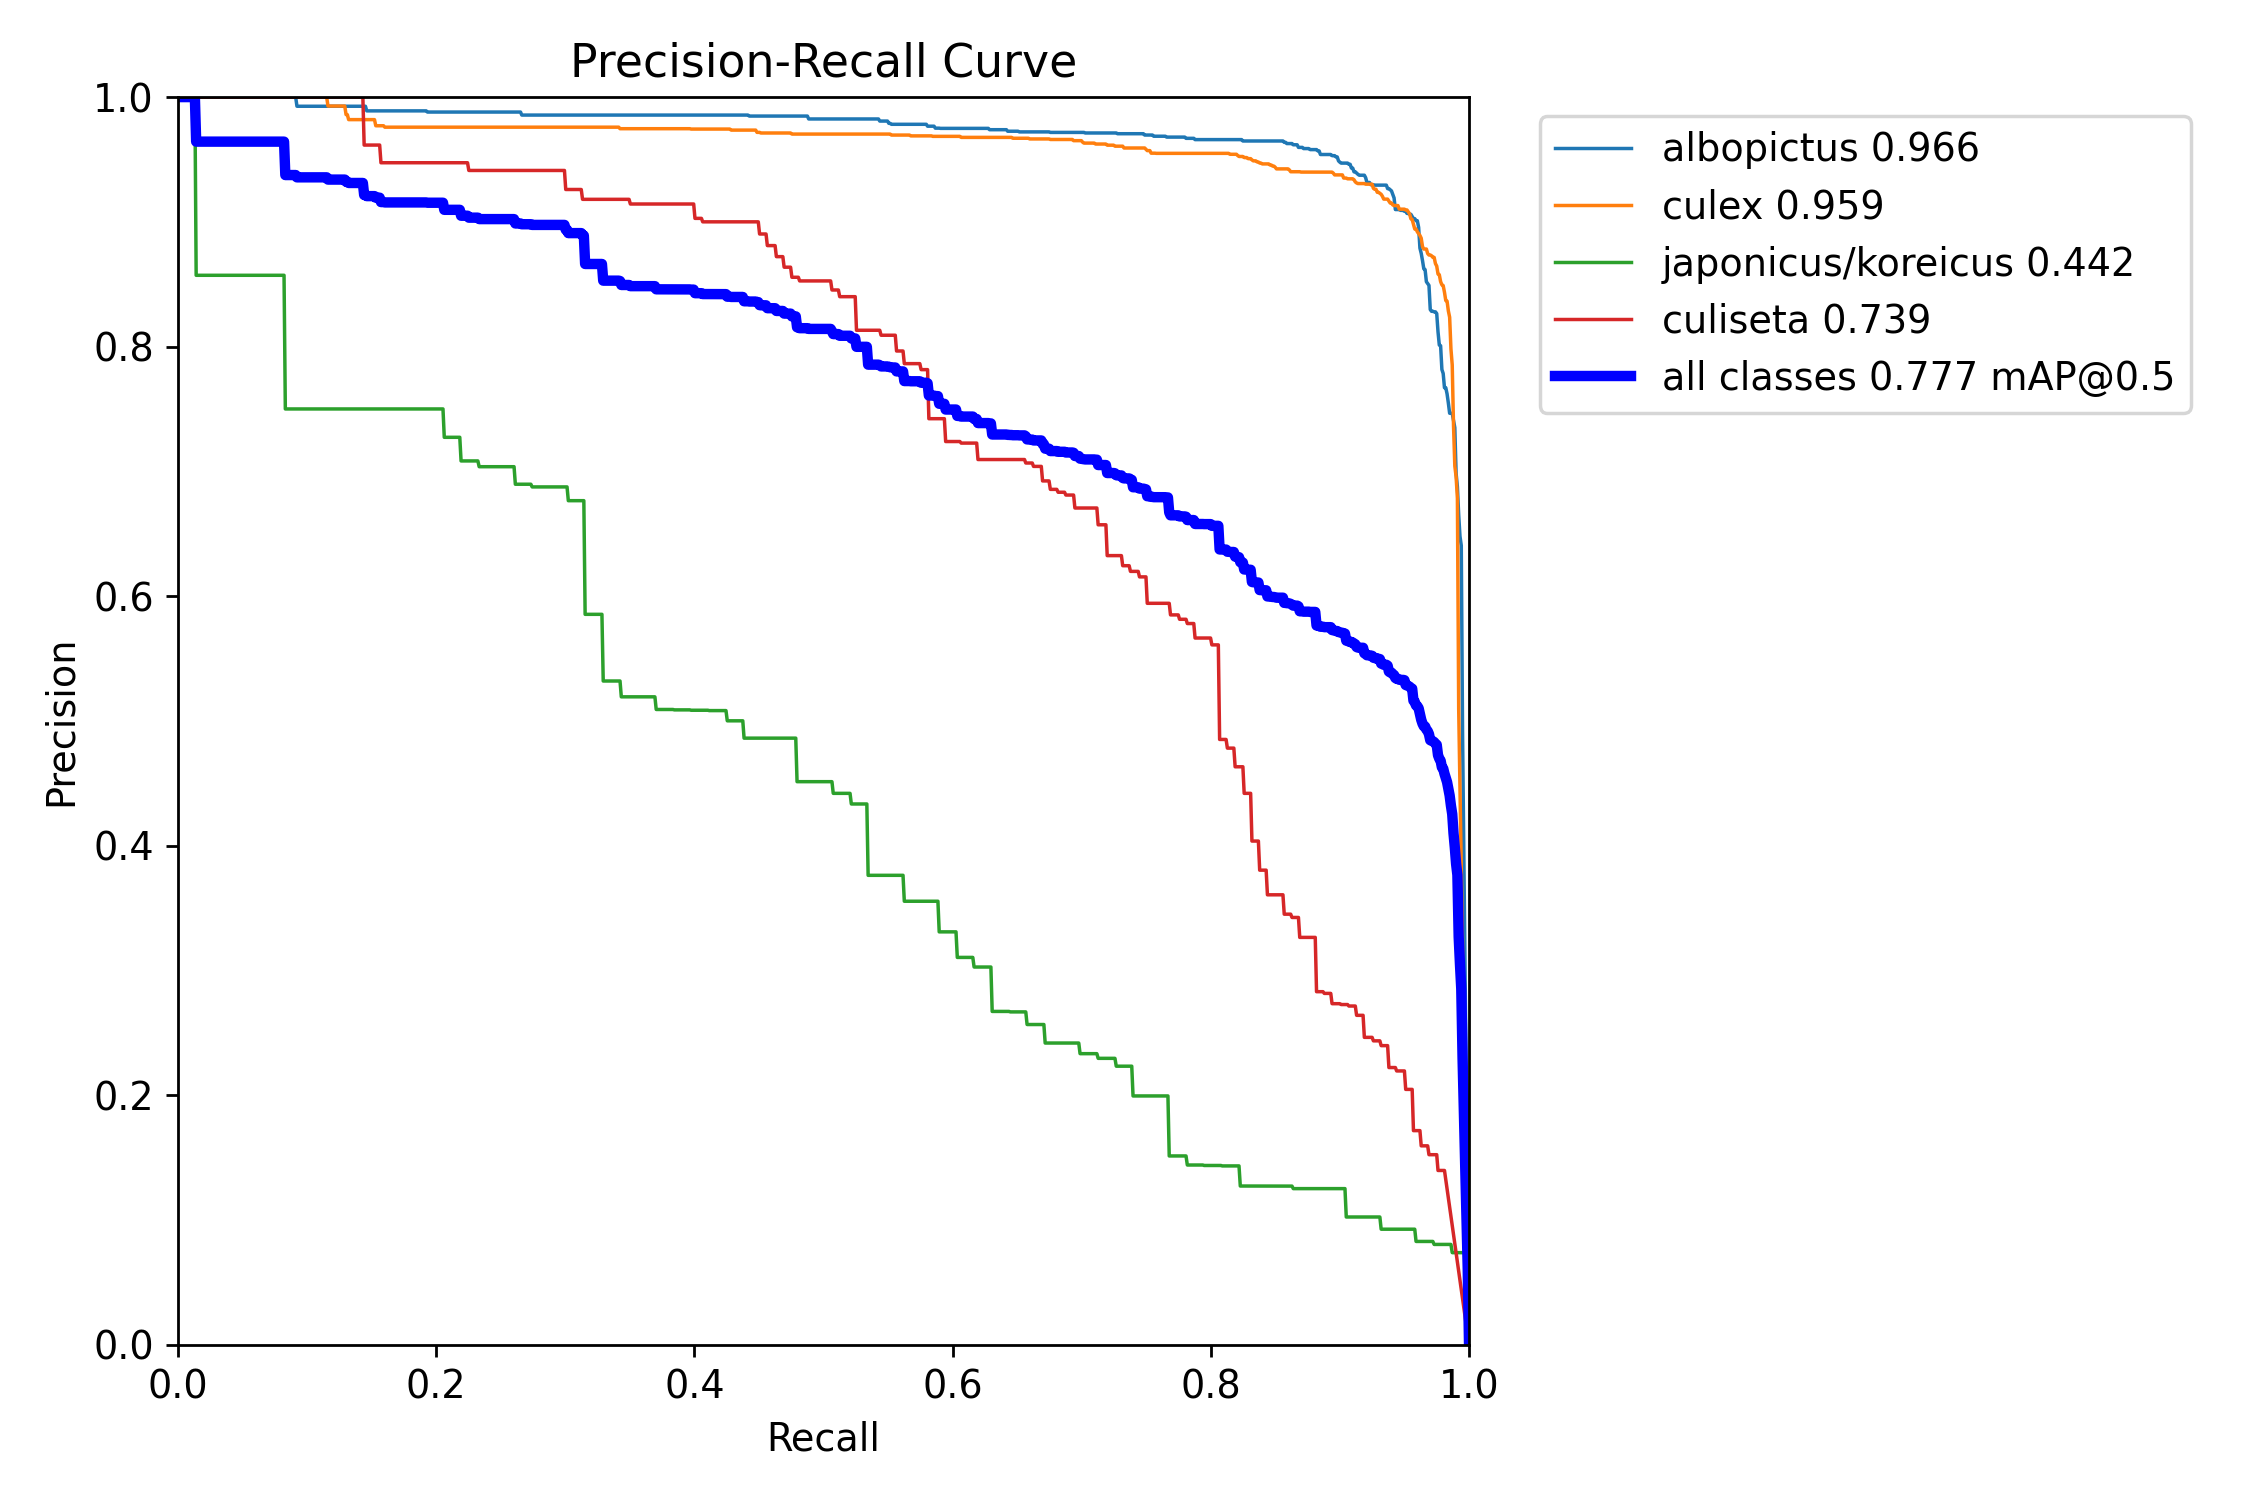 Precision-Recall Curve
1.0
0.8
0.6
0.4
0.2
0.0
Precision
0.0 0.2 0.4 0.6 0.8 1.0
Recall
albopictus 0.966
culex 0.959
japonicus/koreicus 0.442
culiseta 0.739
all classes 0.777 mAP@0.5